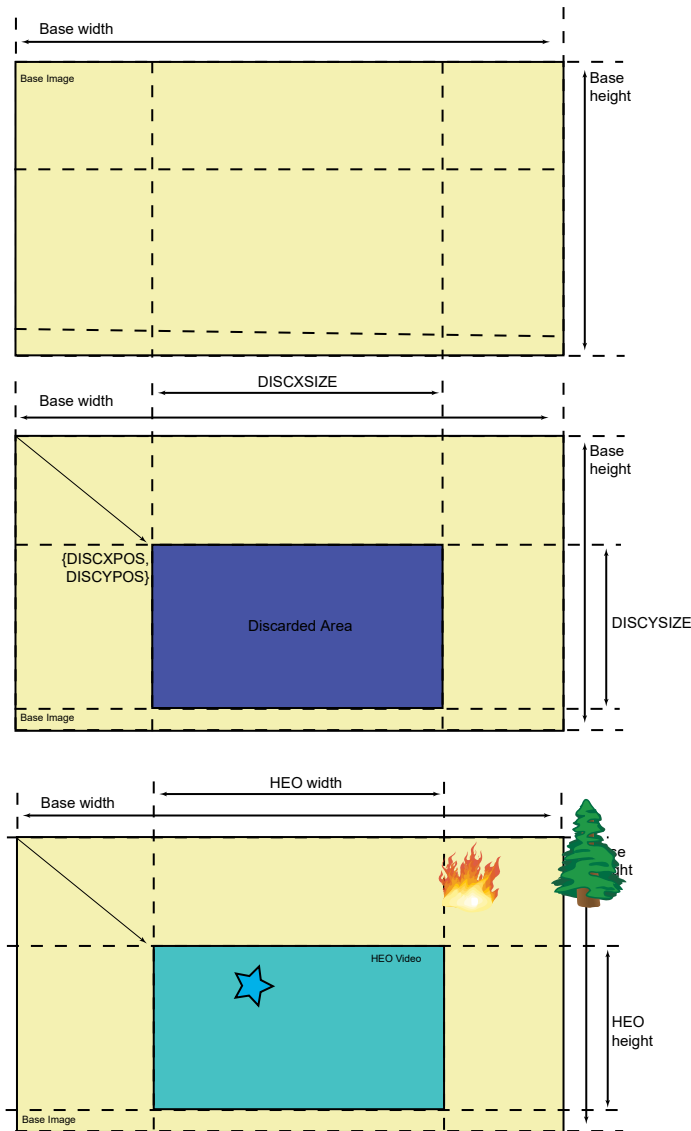 Base width
Base Image
Base
height
DISCXSIZE
Base width
Base
height
{DISCXPOS,
DISCYPOS}
Discarded Area
DISCYSIZE
Base Image
HEO width
Base width
HEO Video
HEO
height
Base Image